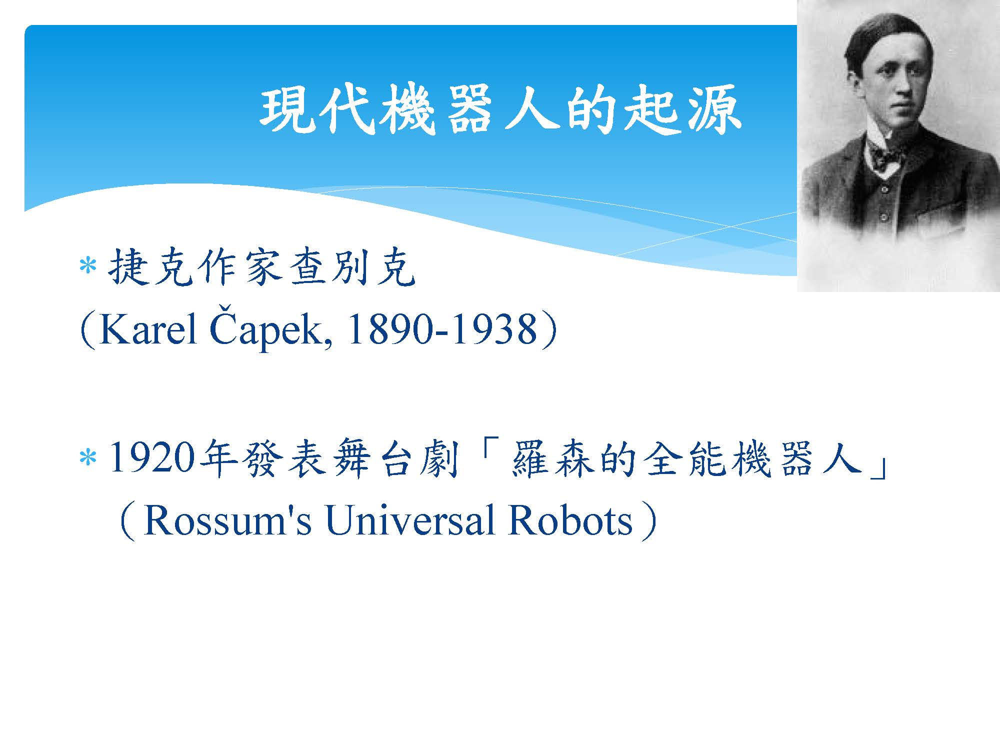 現代機器人的起源
* 捷克作家查別克
（Karel Čapek, 1890-1938）
* 1920年發表舞台劇「羅森的全能機器人」
（Rossum's Universal Robots）